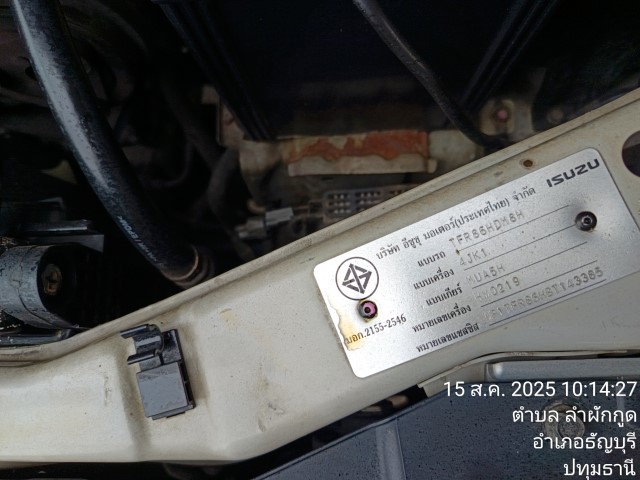 ISUZU
บริษัท อีซูซุ มอเตอร์(ประเทศไทย) จำกัด
แบบรถ TFR86HDM6H
แบบเครื่อง 4JK1
แบบเกียร์ MUA5H
หมายเลขเครื่อง
หมายเลขแชสซิส
มอก.2155-2546
15 ส.ค. 2025 10:14:27
ตำบล ลำผักกูด
อำเภอธัญบุรี
ปทุมธานี